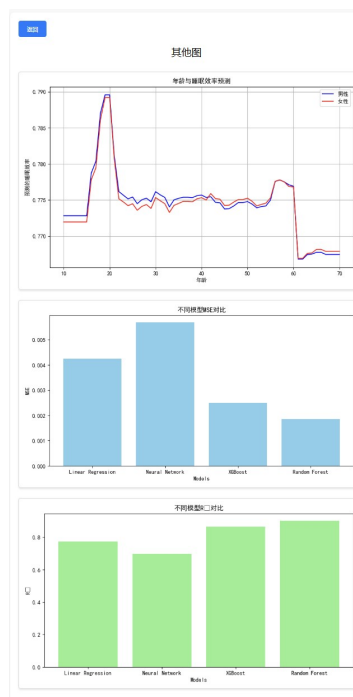 返回
其他图
年龄与睡眠效率预测
男性
女性
预测的睡眠效率
0.790
0.785
0.780
0.775
0.770
10 20 30 40 50 60 70
年龄
不同模型MSE对比
MSE
0.005
0.004
0.003
0.002
0.001
0.000
Linear Regression Neural Network XGBoost Random Forest
Models
不同模型R□对比
R□
0.8
0.6
0.4
0.2
0.0
Linear Regression Neural Network XGBoost Random Forest
Models